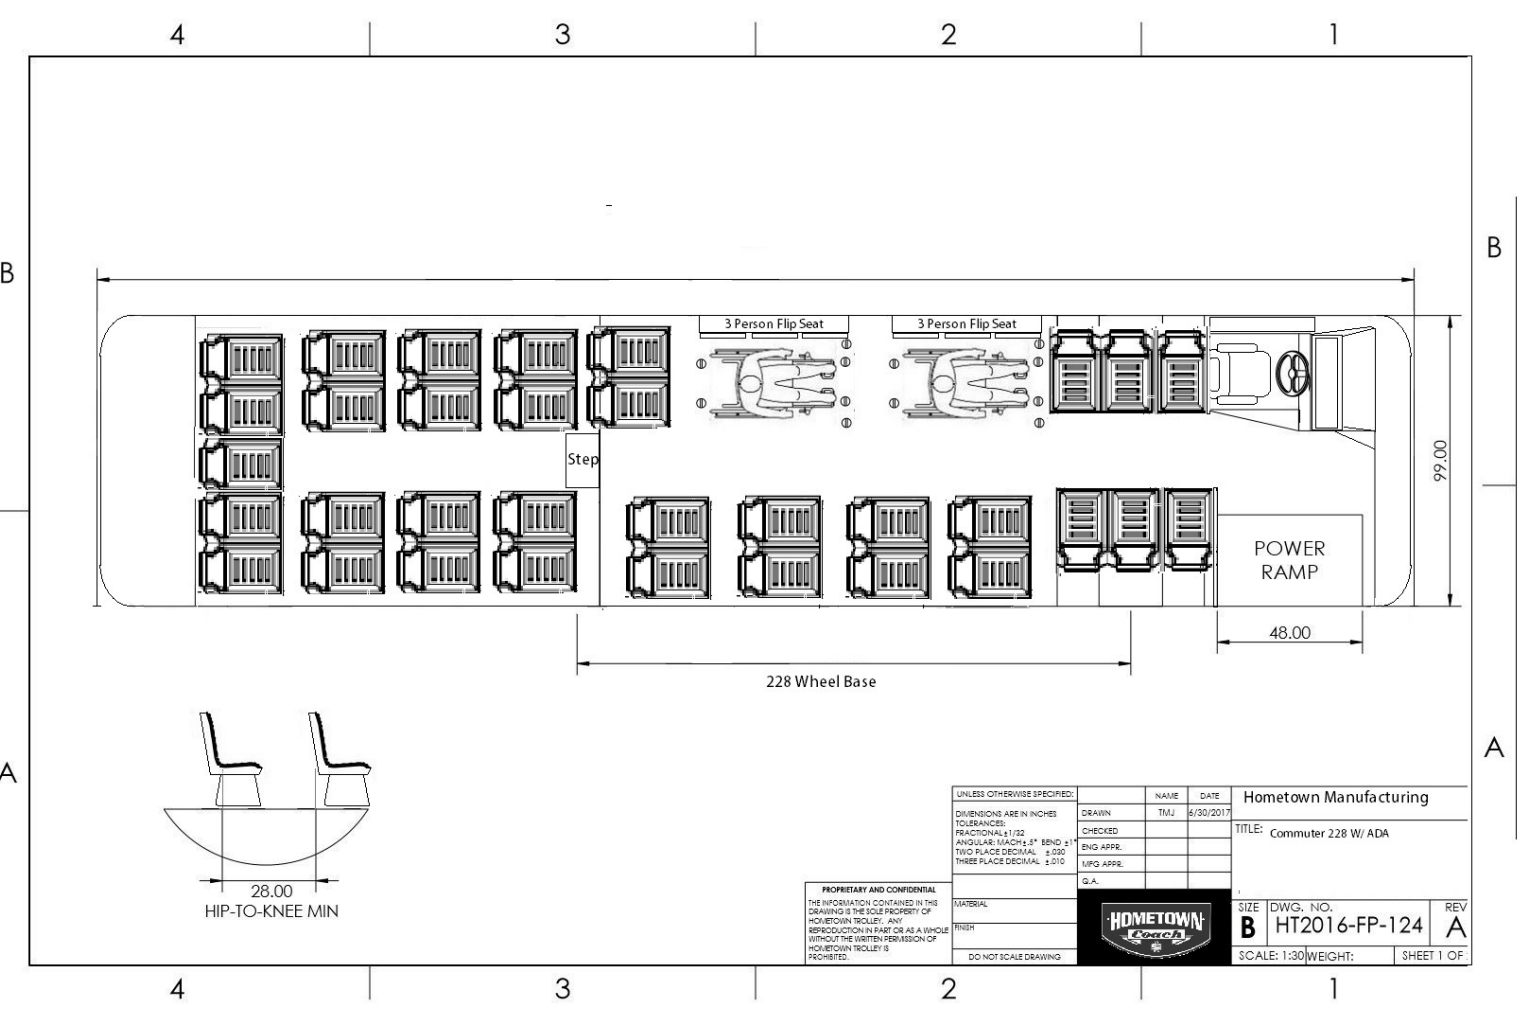 4 3 2 1
B B
3 Person Flip Seat 3 Person Flip Seat
Step
99.00
POWER
RAMP
48.00
228 Wheel Base
A A
28.00
HIP-TO-KNEE MIN
UNLESS OTHERWISE SPECIFIED:
DIMENSIONS ARE IN INCHES
TOLERANCES:
FRACTIONAL±1/32
ANGULAR: MACH±.5° BEND ±1°
TWO PLACE DECIMAL ±.030
THREE PLACE DECIMAL ±.010
NAME DATE
DRAWN TMJ 6/30/2017
CHECKED
ENG APPR.
MFG APPR.
Q.A.
Hometown Manufacturing
TITLE: Commuter 228 W/ ADA
PROPRIETARY AND CONFIDENTIAL
THE INFORMATION CONTAINED IN THIS
DRAWING IS THE SOLE PROPERTY OF
HOMETOWN TROLLEY. ANY
REPRODUCTION IN PART OR AS A WHOLE
WITHOUT THE WRITTEN PERMISSION OF
HOMETOWN TROLLEY IS
PROHIBITED.
MATERIAL
FINISH
DO NOT SCALE DRAWING
HOMETOWN
Coach
SIZE DWG. NO. REV
B HT2016-FP-124 A
SCALE: 1:30 WEIGHT: SHEET 1 OF
4 3 2 1